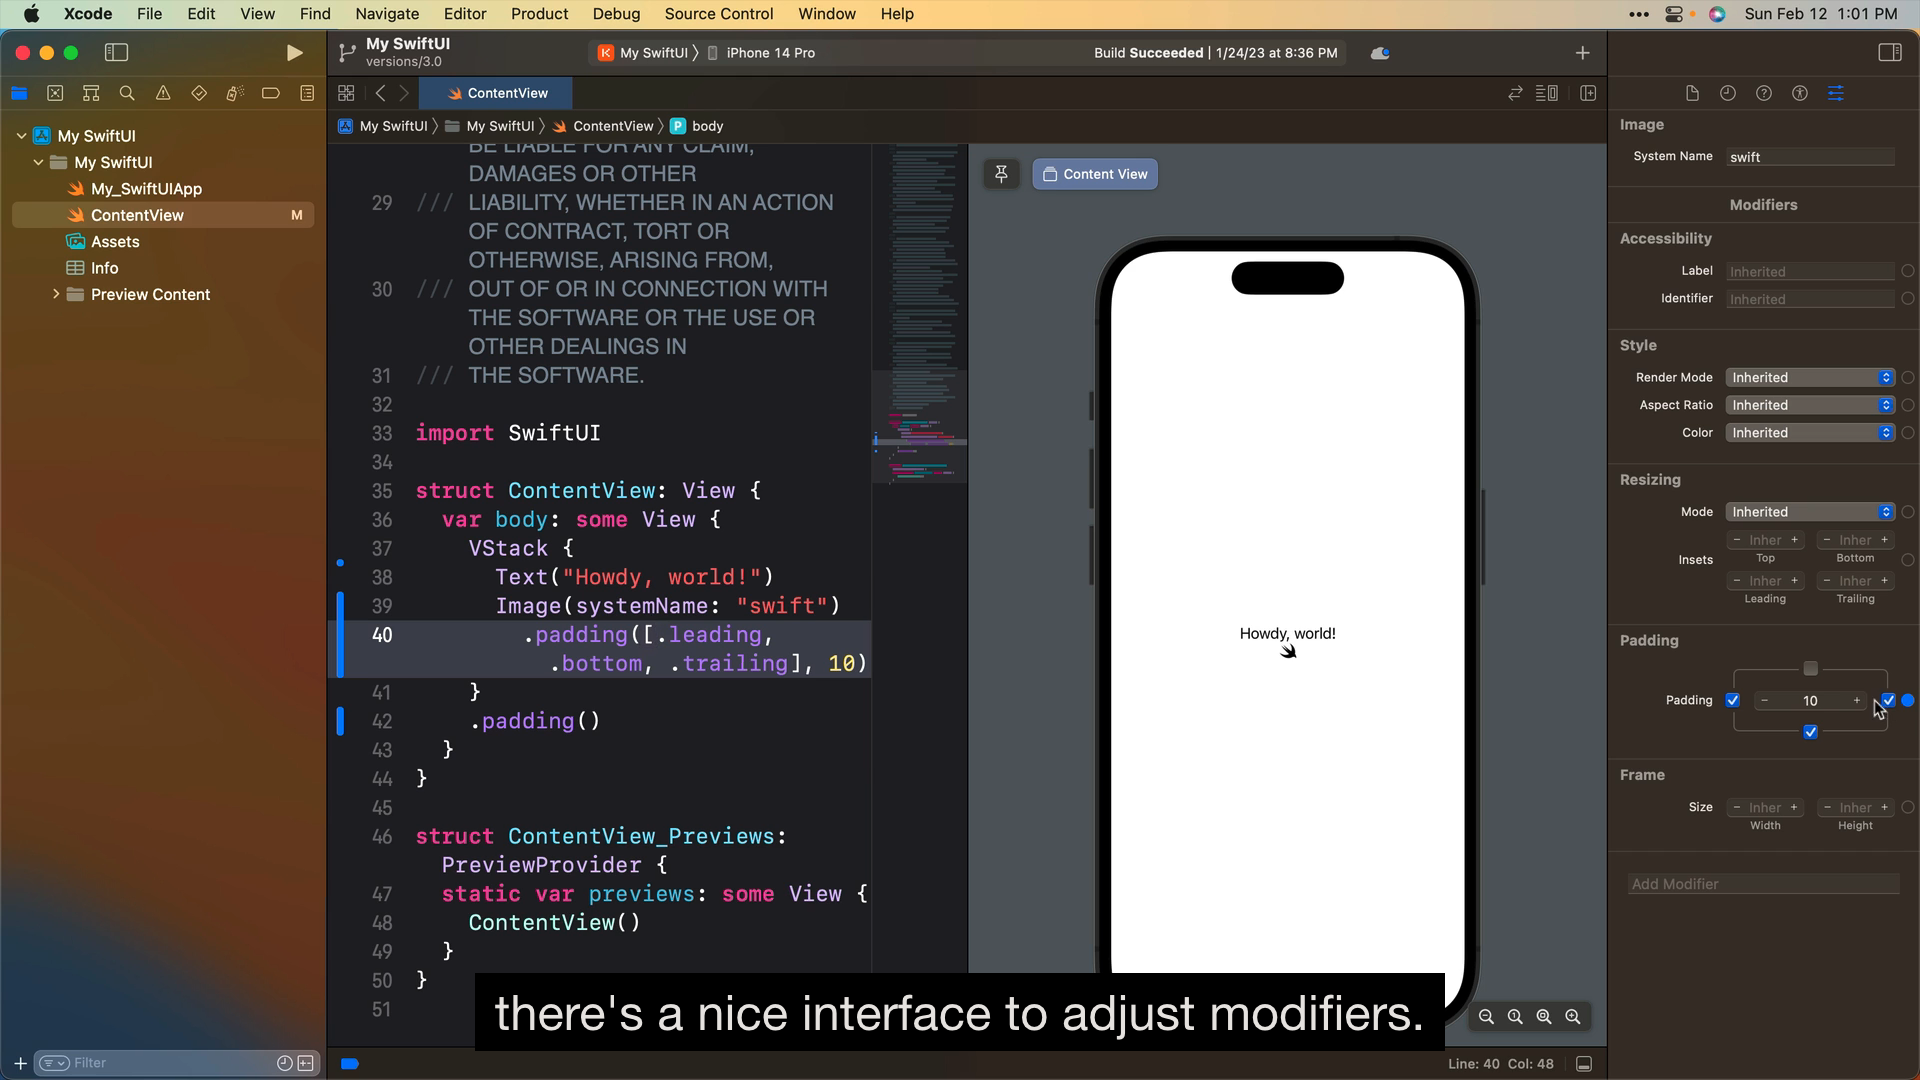 Xcode File Edit View Find Navigate Editor Product Debug Source Control Window Help
Sun Feb 12 1:01 PM
My SwiftUI
versions/3.0
My SwiftUI 〉 iPhone 14 Pro
Build Succeeded | 1/24/23 at 8:36 PM
ContentView
My SwiftUI 〉 My SwiftUI 〉 ContentView 〉 P body
My SwiftUI
My SwiftUI
My_SwiftUIApp
ContentView M
Assets
Info
Preview Content
Filter
BE LIABLE FOR ANY CLAIM,
DAMAGES OR OTHER
29 /// LIABILITY, WHETHER IN AN ACTION
OF CONTRACT, TORT OR
OTHERWISE, ARISING FROM,
30 /// OUT OF OR IN CONNECTION WITH
THE SOFTWARE OR THE USE OR
OTHER DEALINGS IN
31 /// THE SOFTWARE.
32
33 import SwiftUI
34
35 struct ContentView: View {
36 var body: some View {
37 VStack {
38 Text("Howdy, world!")
39 Image(systemName: "swift")
40 .padding([.leading,
.bottom, .trailing], 10)
41 }
42 .padding()
43 }
44 }
45
46 struct ContentView_Previews:
PreviewProvider {
47 static var previews: some View {
48 ContentView()
49 }
50 }
51
Content View
Howdy, world!
there's a nice interface to adjust modifiers.
Line: 40 Col: 48
Image
System Name swift
Modifiers
Accessibility
Label Inherited
Identifier Inherited
Style
Render Mode Inherited
Aspect Ratio Inherited
Color Inherited
Resizing
Mode Inherited
Insets
− Inher + − Inher +
Top Bottom
− Inher + − Inher +
Leading Trailing
Padding
Padding − 10 +
Frame
Size − Inher + − Inher +
Width Height
Add Modifier